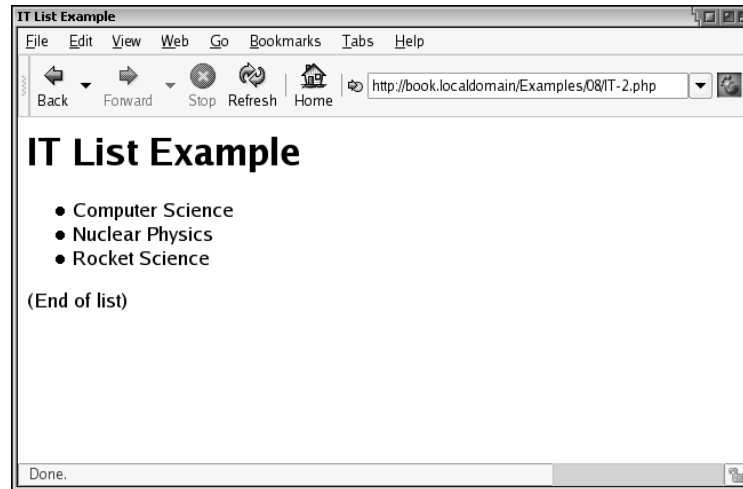 IT List Example
File Edit View Web Go Bookmarks Tabs Help
Back Forward Stop Refresh Home http://book.localdomain/Examples/08/IT-2.php
IT List Example
● Computer Science
● Nuclear Physics
● Rocket Science
(End of list)
Done.